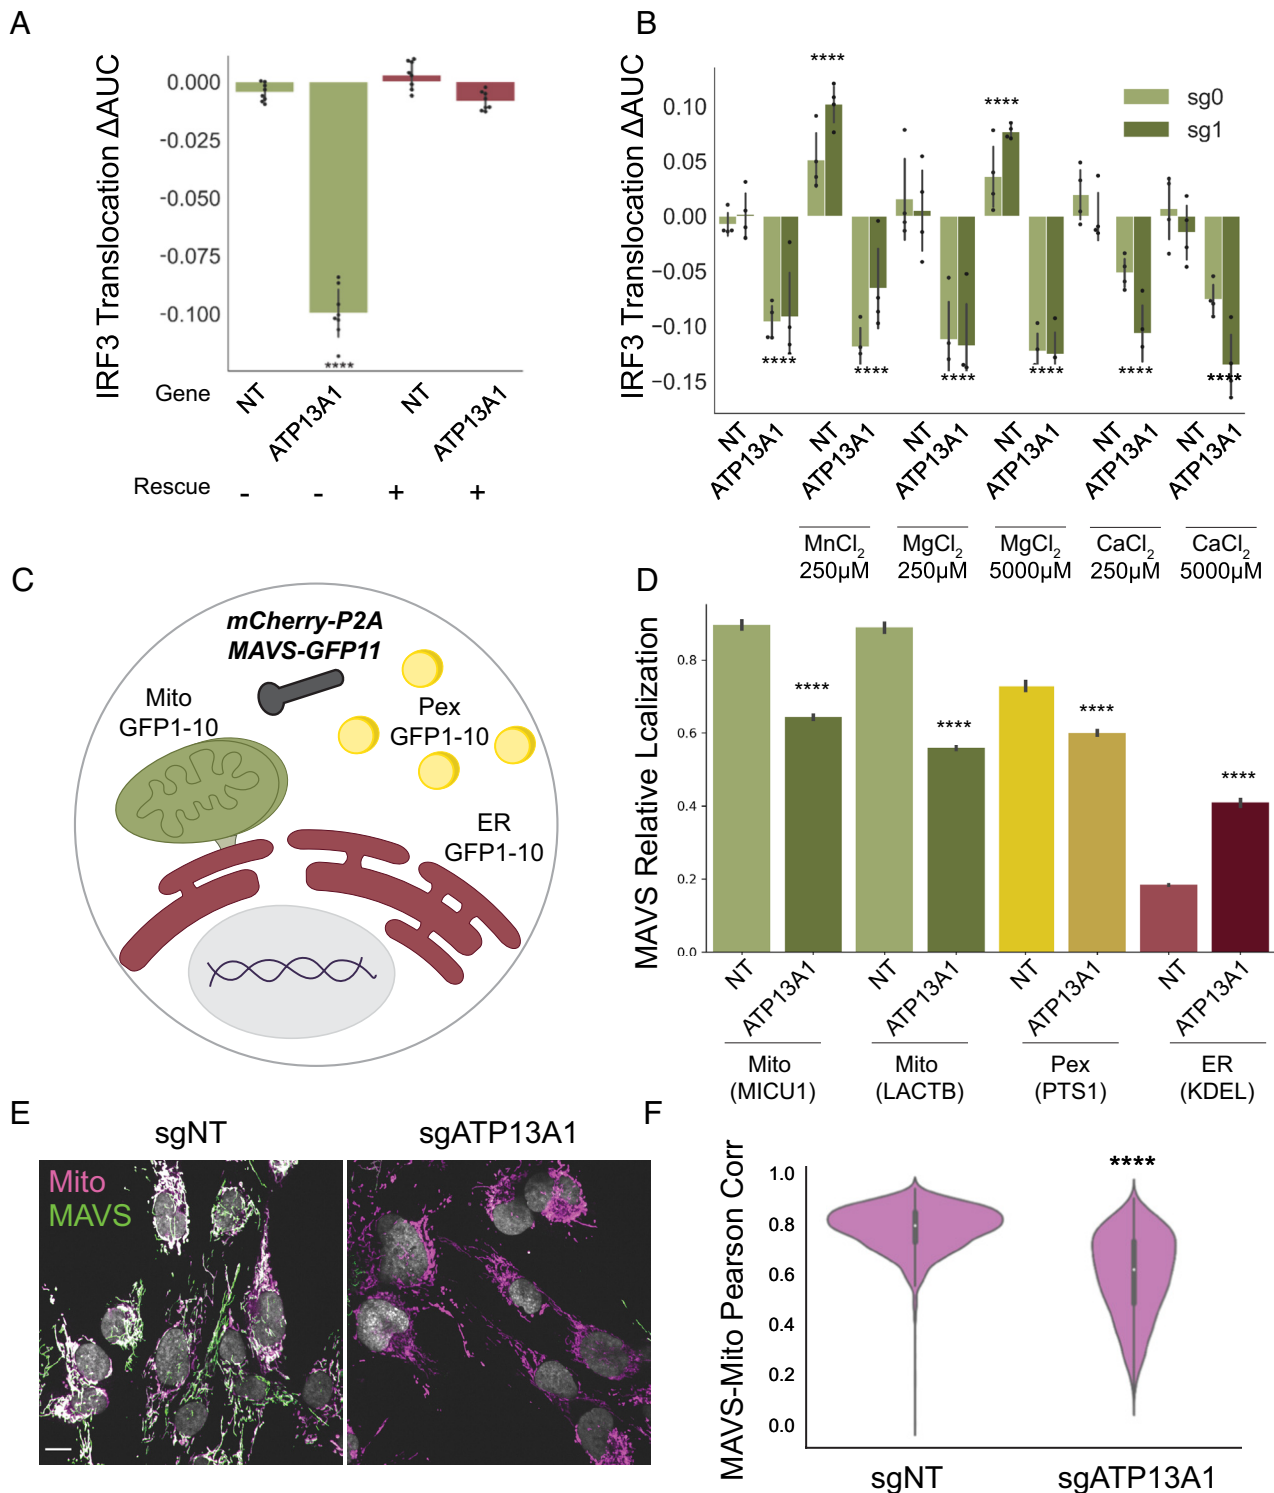 A
IRF3 Translocation ΔAUC
0.000
-0.025
-0.050
-0.075
-0.100
****
Gene
NT
ATP13A1
NT
ATP13A1
Rescue
-
-
+
+
B
IRF3 Translocation ΔAUC
0.10
0.05
0.00
−0.05
−0.10
−0.15
****
****
****
****
****
****
****
****
sg0
sg1
NT
ATP13A1
NT
ATP13A1
NT
ATP13A1
NT
ATP13A1
NT
ATP13A1
NT
ATP13A1
MnCl2
250µM
MgCl2
250µM
MgCl2
5000µM
CaCl2
250µM
CaCl2
5000µM
C
mCherry-P2A
MAVS-GFP11
Mito
GFP1-10
Pex
GFP1-10
ER
GFP1-10
D
MAVS Relative Lcalization
0.8
0.6
0.4
0.2
0.0
****
****
****
****
NT
ATP13A1
NT
ATP13A1
NT
ATP13A1
NT
ATP13A1
Mito
(MICU1)
Mito
(LACTB)
Pex
(PTS1)
ER
(KDEL)
E
sgNT
sgATP13A1
Mito
MAVS
F
MAVS-Mito Pearson Corr
1.0
0.8
0.6
0.4
0.2
0.0
****
sgNT
sgATP13A1